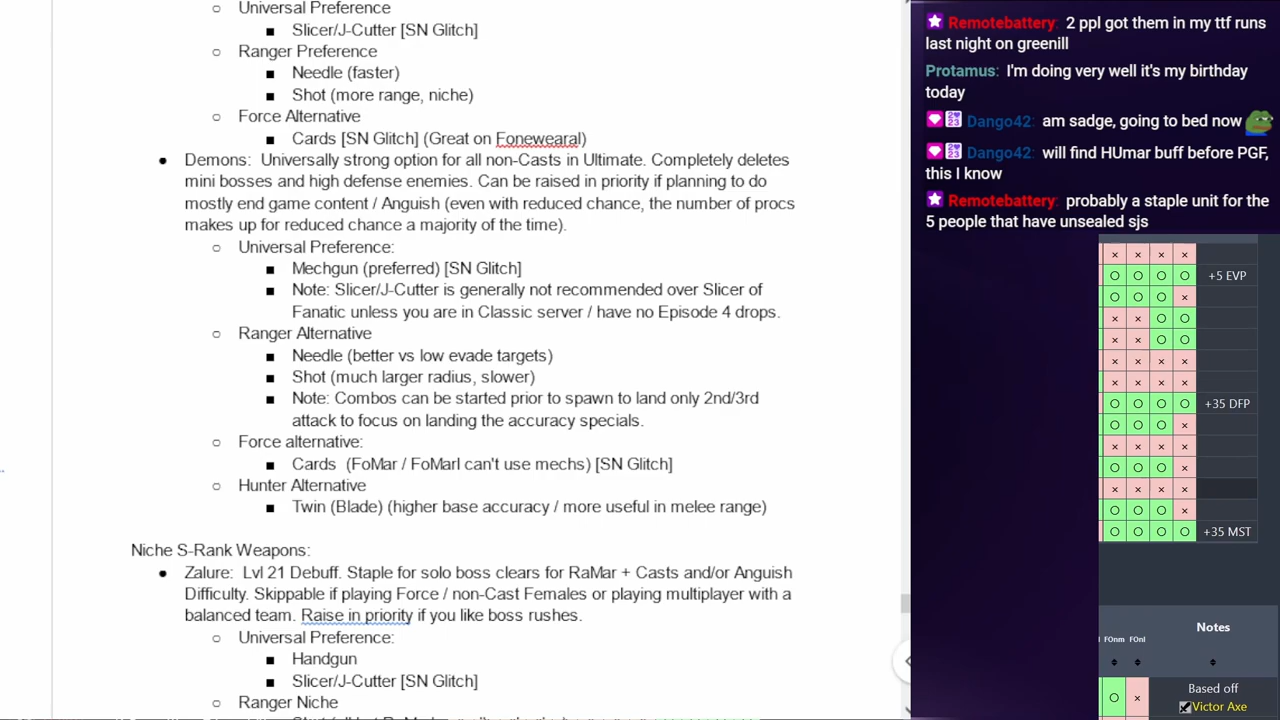 Universal Preference
Slicer/J-Cutter [SN Glitch]
Ranger Preference
Needle (faster)
Shot (more range, niche)
Force Alternative
Cards [SN Glitch] (Great on Fonewearal)
Demons: Universally strong option for all non-Casts in Ultimate. Completely deletes
mini bosses and high defense enemies. Can be raised in priority if planning to do
mostly end game content / Anguish (even with reduced chance, the number of procs
makes up for reduced chance a majority of the time).
Universal Preference:
Mechgun (preferred) [SN Glitch]
Note: Slicer/J-Cutter is generally not recommended over Slicer of
Fanatic unless you are in Classic server / have no Episode 4 drops.
Ranger Alternative
Needle (better vs low evade targets)
Shot (much larger radius, slower)
Note: Combos can be started prior to spawn to land only 2nd/3rd
attack to focus on landing the accuracy specials.
Force alternative:
Cards (FoMar / FoMarl can't use mechs) [SN Glitch]
Hunter Alternative
Twin (Blade) (higher base accuracy / more useful in melee range)
Niche S-Rank Weapons:
Zalure: Lvl 21 Debuff. Staple for solo boss clears for RaMar + Casts and/or Anguish
Difficulty. Skippable if playing Force / non-Cast Females or playing multiplayer with a
balanced team. Raise in priority if you like boss rushes.
Universal Preference:
Handgun
Slicer/J-Cutter [SN Glitch]
Ranger Niche
Remotebattery: 2 ppl got them in my ttf runs
last night on greenill
Protamus: I'm doing very well it's my birthday
today
Dango42: am sadge, going to bed now
Dango42: will find HUmar buff before PGF,
this I know
Remotebattery: probably a staple unit for the
5 people that have unsealed sjs
+5 EVP
+35 DFP
+35 MST
FOnm FOnl Notes
Based off
Victor Axe